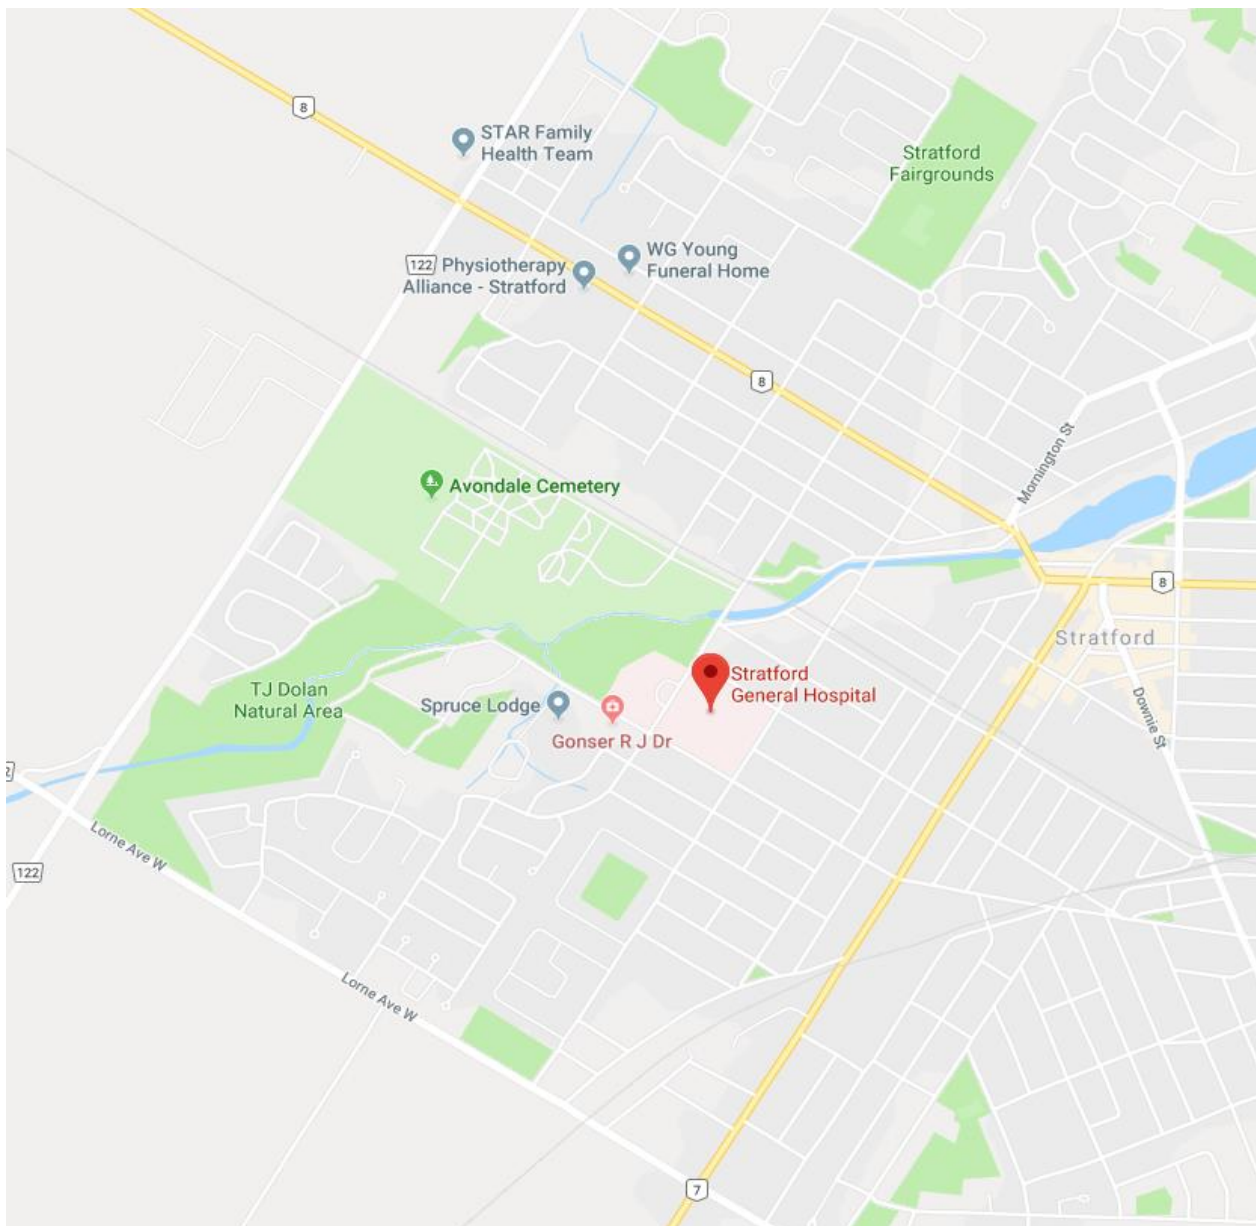 8
STAR Family
Health Team
Stratford
Fairgrounds
WG Young
Funeral Home
122
Physiotherapy
Alliance - Stratford
8
Mornington St
Avondale Cemetery
8
Stratford
Stratford
General Hospital
TJ Dolan
Natural Area
Spruce Lodge
Gonser R J Dr
Downie St
2
Lorne Ave W
122
Lorne Ave W
7